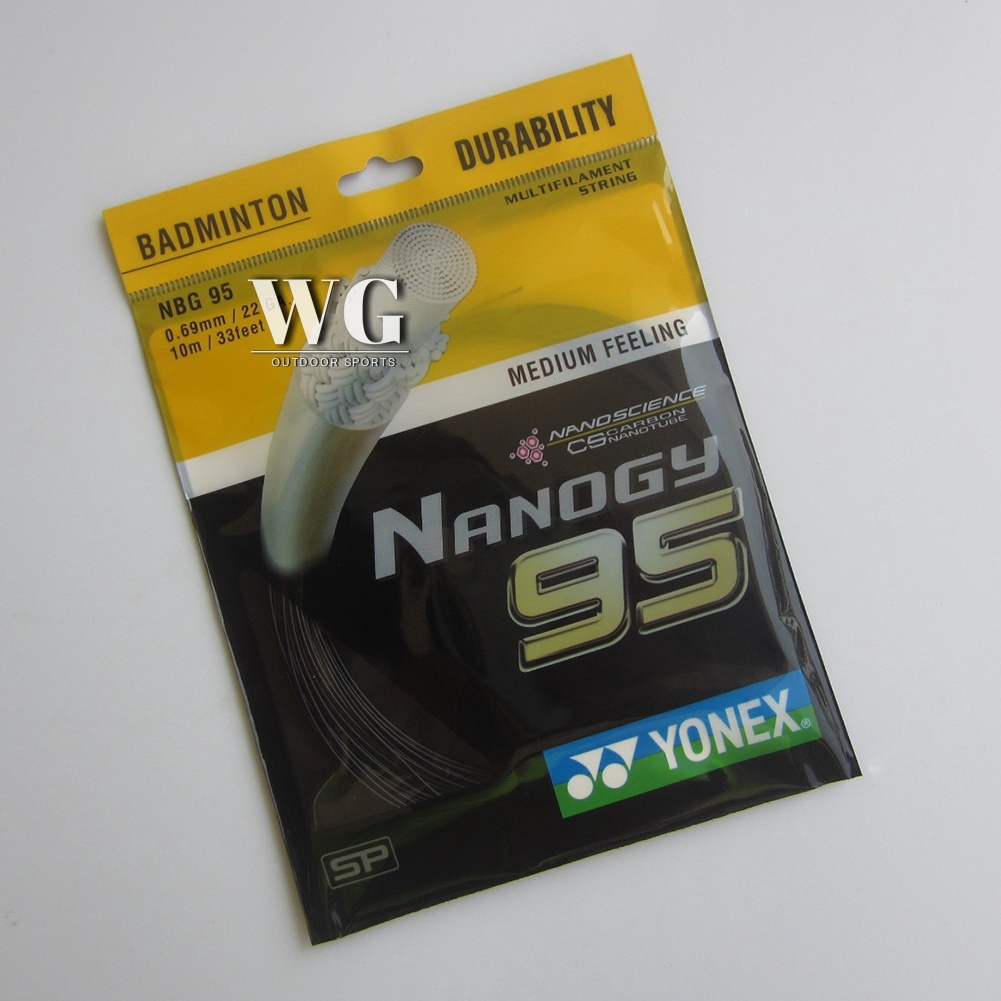 BADMINTON
DURABILITY
MULTIFILAMENT
STRING
NBG 95
0.69mm / 22 GA.
10m / 33feet
WG
OUTDOOR SPORTS
MEDIUM FEELING
NANOSCIENCE
CS CARBON
NANOTUBE
NANOGY
95
YONEX®
SP